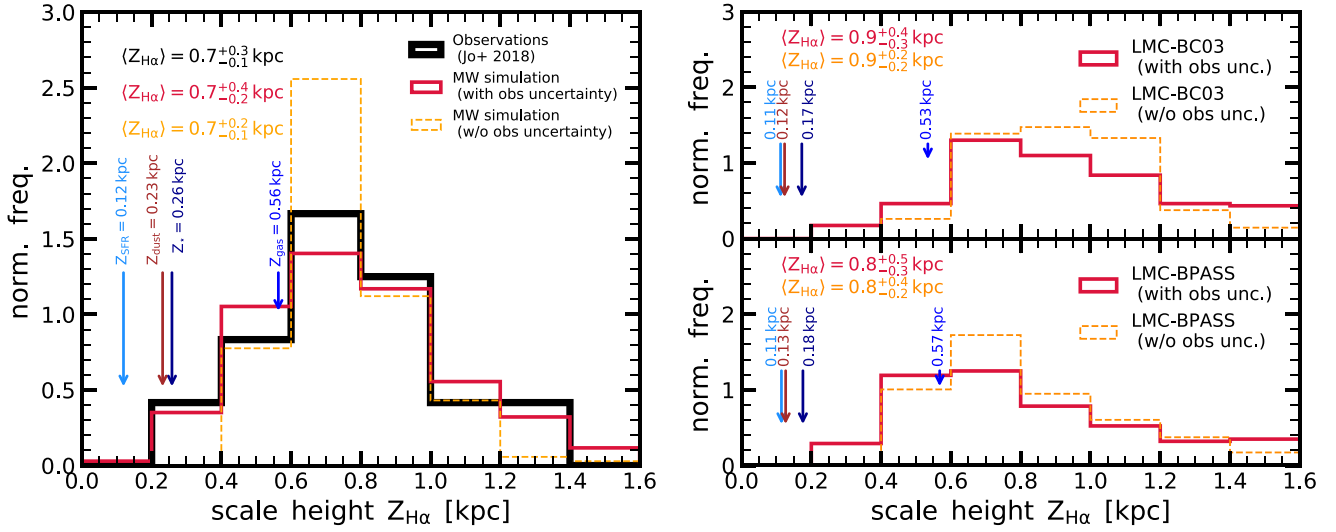 3.0
2.5
2.0
1.5
1.0
0.5
0.0
norm. freq.
⟨Z_Hα⟩ = 0.7^{+0.3}_{−0.1} kpc
⟨Z_Hα⟩ = 0.7^{+0.4}_{−0.2} kpc
⟨Z_Hα⟩ = 0.7^{+0.2}_{−0.1} kpc
Observations
(Jo+ 2018)
MW simulation
(with obs uncertainty)
MW simulation
(w/o obs uncertainty)
Z_SFR = 0.12 kpc
Z_dust = 0.23 kpc
Z_⋆ = 0.26 kpc
Z_gas = 0.56 kpc
0.0 0.2 0.4 0.6 0.8 1.0 1.2 1.4 1.6
scale height Z_Hα [kpc]
3
2
1
0
norm. freq.
⟨Z_Hα⟩ = 0.9^{+0.4}_{−0.3} kpc
⟨Z_Hα⟩ = 0.9^{+0.2}_{−0.2} kpc
LMC-BC03
(with obs unc.)
LMC-BC03
(w/o obs unc.)
0.11 kpc
0.12 kpc
0.17 kpc
0.53 kpc
2
1
0
norm. freq.
⟨Z_Hα⟩ = 0.8^{+0.5}_{−0.3} kpc
⟨Z_Hα⟩ = 0.8^{+0.4}_{−0.2} kpc
LMC-BPASS
(with obs unc.)
LMC-BPASS
(w/o obs unc.)
0.11 kpc
0.13 kpc
0.18 kpc
0.57 kpc
0.0 0.2 0.4 0.6 0.8 1.0 1.2 1.4 1.6
scale height Z_Hα [kpc]